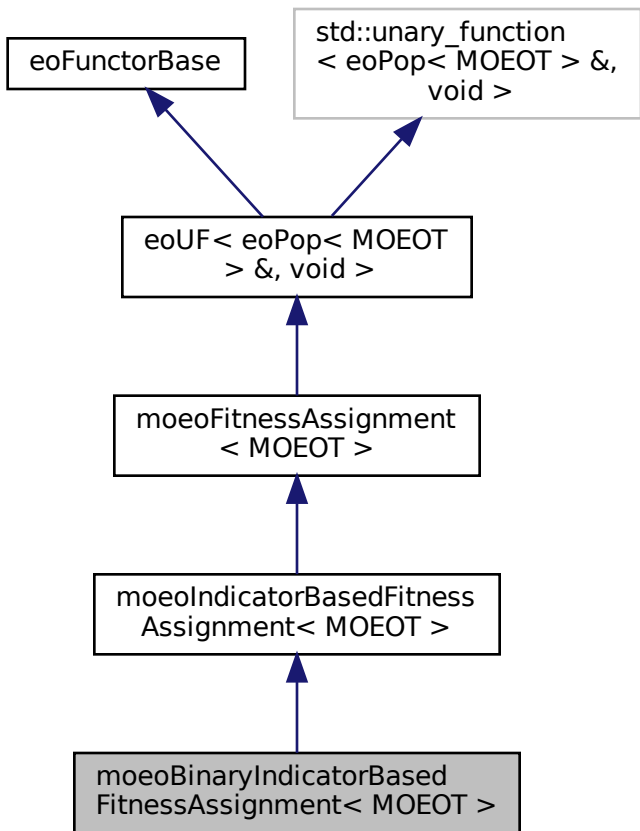 eoFunctorBase
std::unary_function
< eoPop< MOEOT > &,
void >
eoUF< eoPop< MOEOT
> &, void >
moeoFitnessAssignment
< MOEOT >
moeoIndicatorBasedFitness
Assignment< MOEOT >
moeoBinaryIndicatorBased
FitnessAssignment< MOEOT >